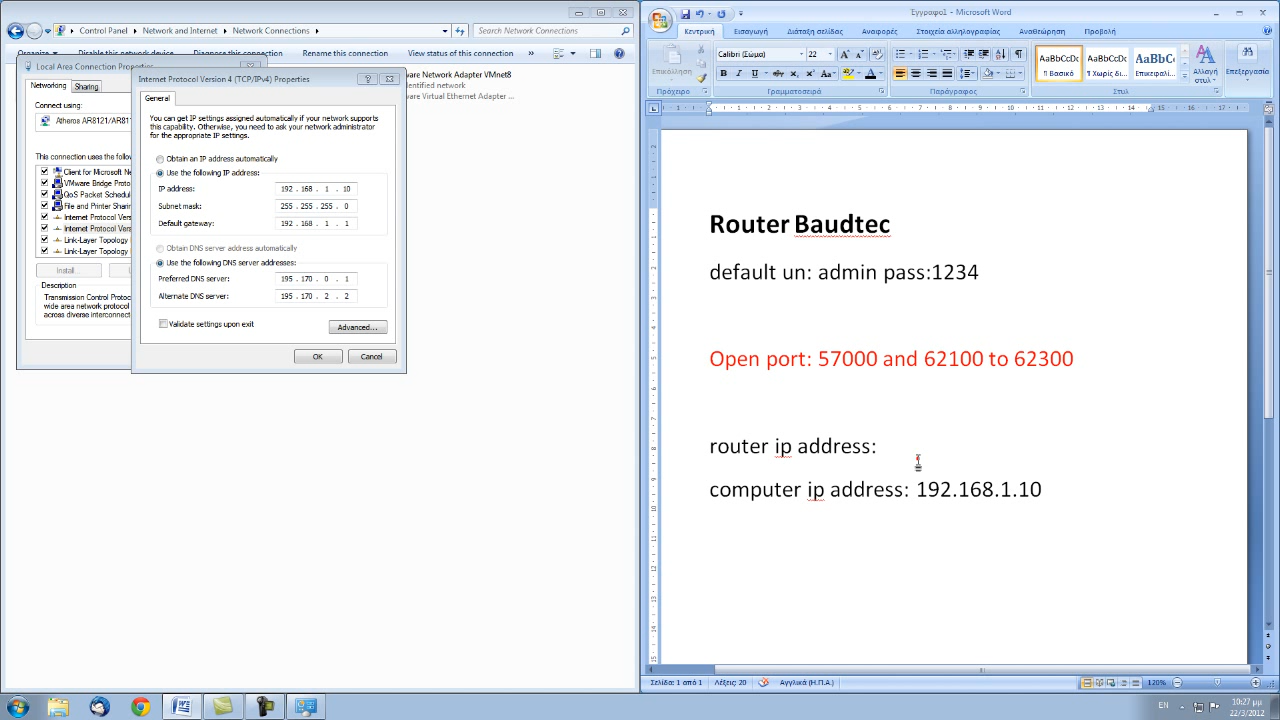 Control Panel ▸ Network and Internet ▸ Network Connections ▸
Search Network Connections
Organize
Disable this network device
Diagnose this connection
Rename this connection
View status of this connection
»
Local Area Connection Properties
Networking
Sharing
Connect using:
Atheros AR8121/AR81
This connection uses the follo
Client for Microsoft N
VMware Bridge Proto
QoS Packet Schedul
File and Printer Sharin
Internet Protocol Vers
Internet Protocol Vers
Link-Layer Topology
Link-Layer Topology
Install...
U
Description
Transmission Control Protoc
wide area network protocol
across diverse interconnect
ware Network Adapter VMnet8
dentified network
ware Virtual Ethernet Adapter ...
Internet Protocol Version 4 (TCP/IPv4) Properties
General
You can get IP settings assigned automatically if your network supports
this capability. Otherwise, you need to ask your network administrator
for the appropriate IP settings.
Obtain an IP address automatically
Use the following IP address:
IP address: 192 . 168 . 1 . 10
Subnet mask: 255 . 255 . 255 . 0
Default gateway: 192 . 168 . 1 . 1
Obtain DNS server address automatically
Use the following DNS server addresses:
Preferred DNS server: 195 . 170 . 0 . 1
Alternate DNS server: 195 . 170 . 2 . 2
Validate settings upon exit
Advanced...
OK
Cancel
Έγγραφο1 - Microsoft Word
Κεντρική
Εισαγωγή
Διάταξη σελίδας
Αναφορές
Στοιχεία αλληλογραφίας
Αναθεώρηση
Προβολή
Επικόλληση
Calibri (Σώμα)
22
AaBbCcDc
¶ Βασικό
AaBbCcDc
¶ Χωρίς δι...
AaBbC
Επικεφαλί...
Αλλαγή
στυλ
Επεξεργασία
Πρόχειρο
Γραμματοσειρά
Παράγραφος
Στυλ
Router Baudtec
default un: admin pass:1234
Open port: 57000 and 62100 to 62300
router ip address:
computer ip address: 192.168.1.10
Σελίδα: 1 από 1
Λέξεις: 20
Αγγλικά (Η.Π.Α.)
120%
EN
10:27 μμ
22/3/2012